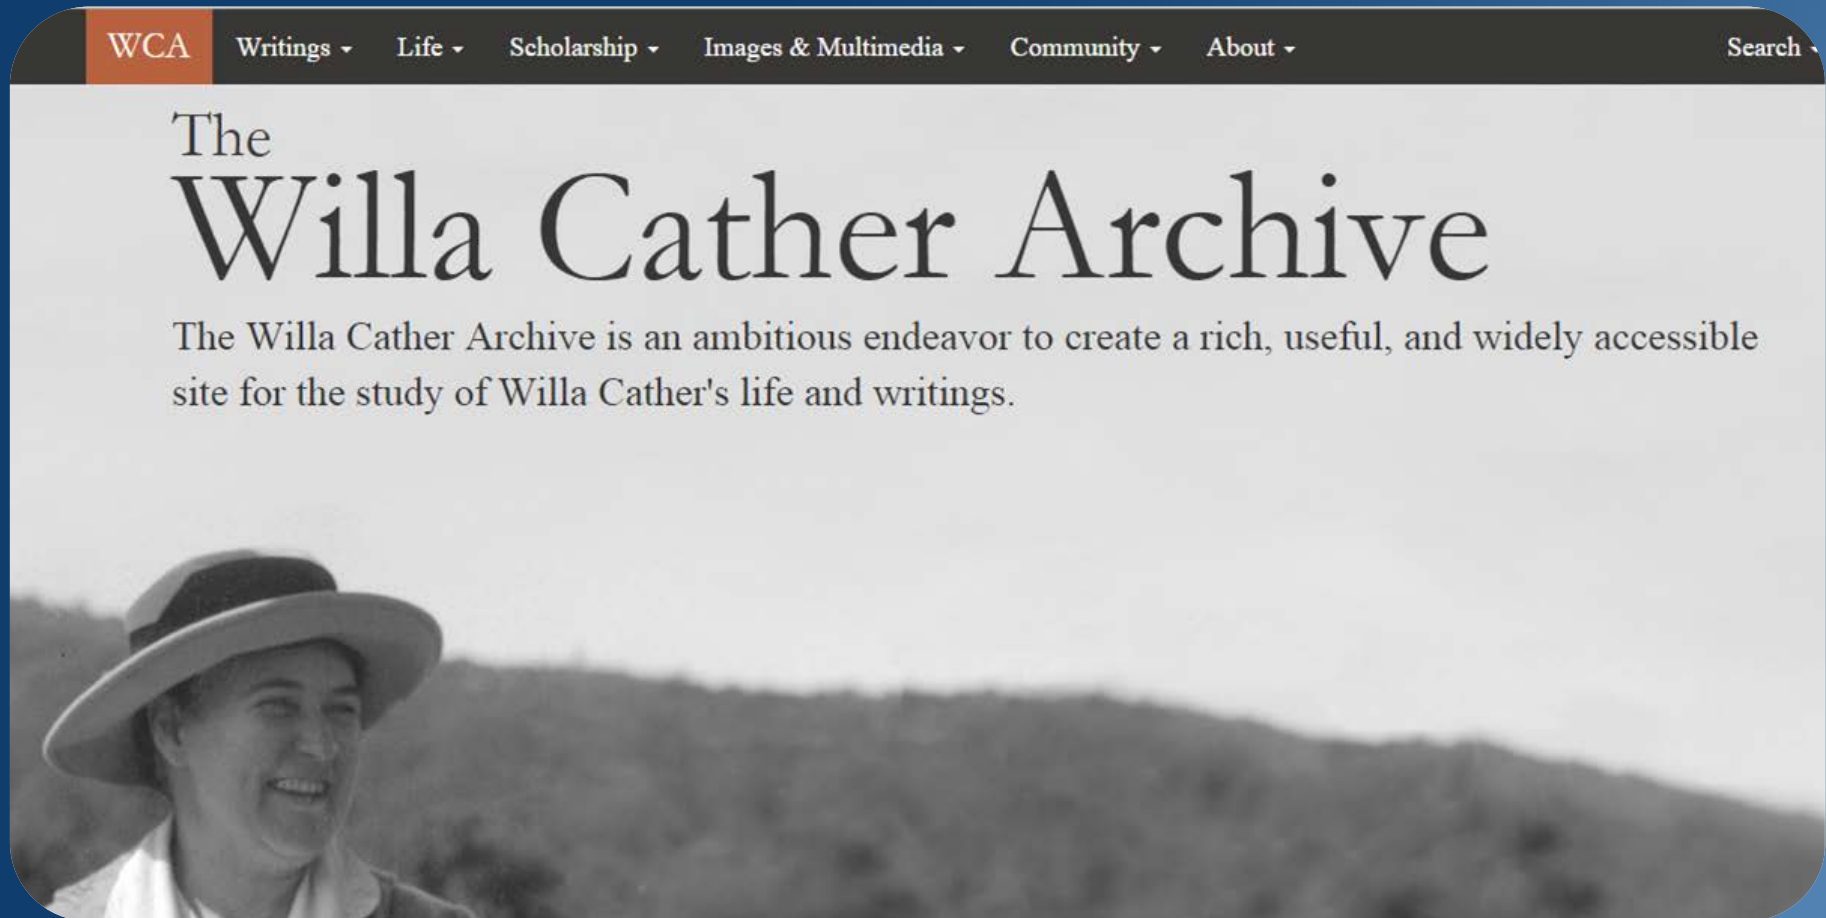 WCA Writings Life Scholarship Images & Multimedia Community About Search
The
Willa Cather Archive
The Willa Cather Archive is an ambitious endeavor to create a rich, useful, and widely accessible
site for the study of Willa Cather's life and writings.